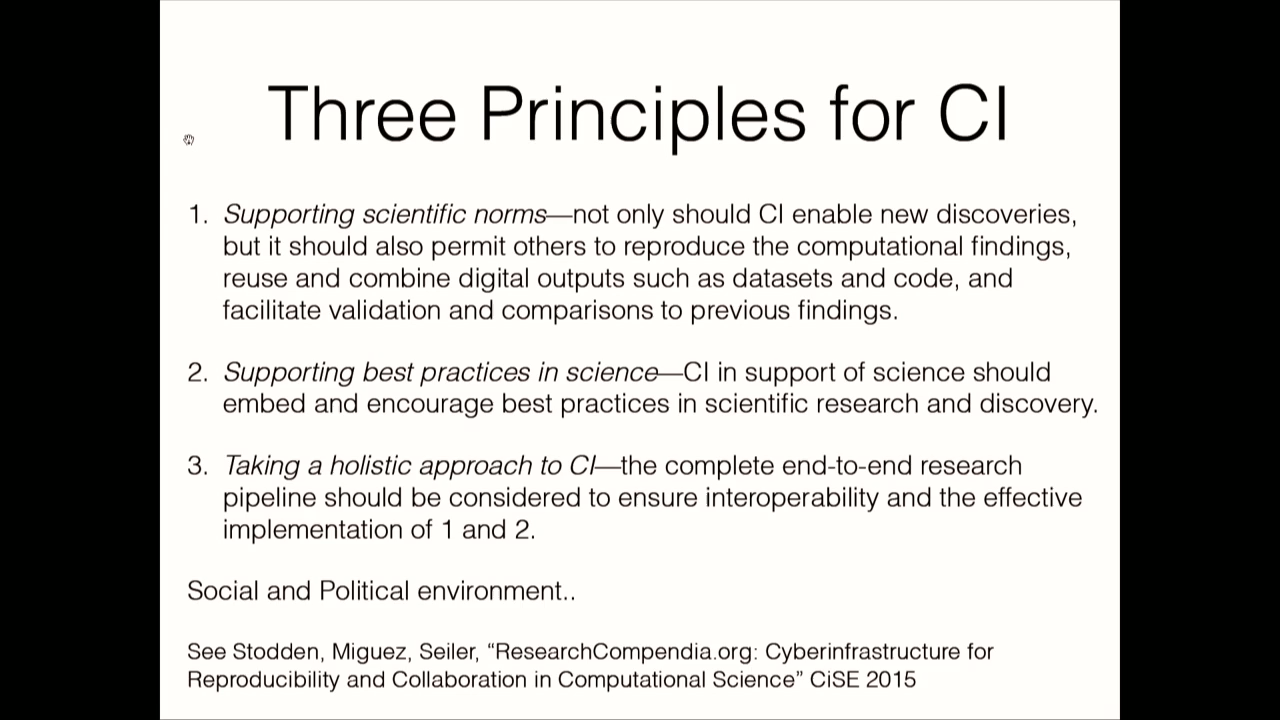 Three Principles for CI
1. Supporting scientific norms—not only should CI enable new discoveries,
but it should also permit others to reproduce the computational findings,
reuse and combine digital outputs such as datasets and code, and
facilitate validation and comparisons to previous findings.
2. Supporting best practices in science—CI in support of science should
embed and encourage best practices in scientific research and discovery.
3. Taking a holistic approach to CI—the complete end-to-end research
pipeline should be considered to ensure interoperability and the effective
implementation of 1 and 2.
Social and Political environment..
See Stodden, Miguez, Seiler, “ResearchCompendia.org: Cyberinfrastructure for
Reproducibility and Collaboration in Computational Science” CiSE 2015